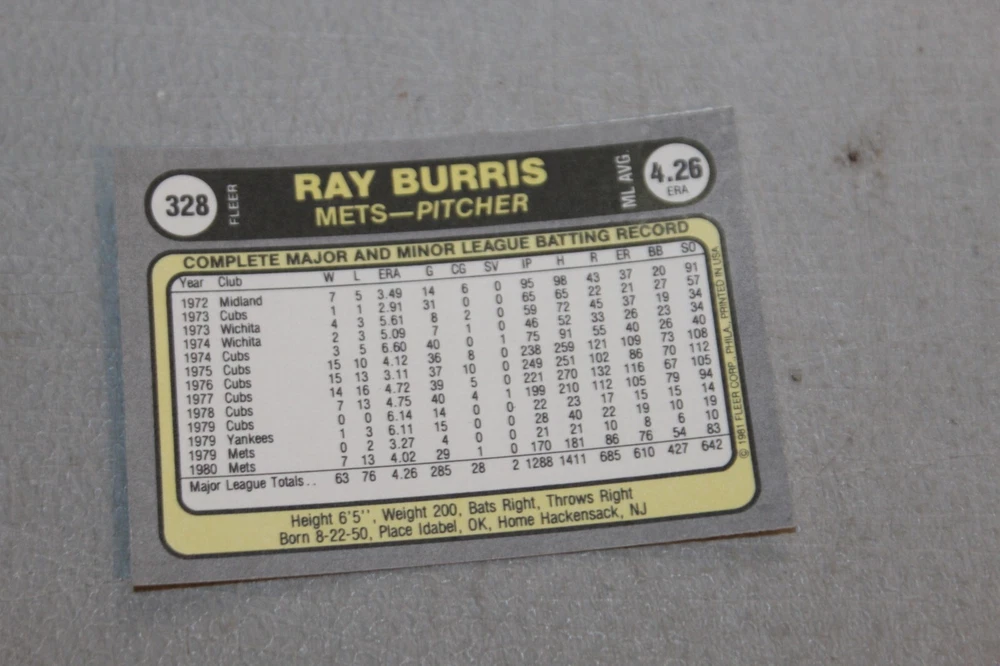 328
FLEER
RAY BURRIS
METS—PITCHER
ML AVG.
4.26
ERA
COMPLETE MAJOR AND MINOR LEAGUE BATTING RECORD
Year Club W L ERA G CG SV IP H R ER BB SO
1972 Midland 7 5 3.49 14 6 0 95 98 43 37 20 91
1973 Cubs 1 1 2.91 31 0 0 65 65 22 21 27 57
1973 Wichita 4 3 5.61 8 2 0 59 72 45 37 19 34
1974 Wichita 2 3 5.09 7 1 0 46 52 33 26 23 34
1974 Cubs 3 5 6.60 40 0 1 75 91 55 40 26 40
1975 Cubs 15 10 4.12 36 8 0 238 259 121 109 73 108
1976 Cubs 15 13 3.11 37 10 0 249 251 102 86 70 112
1977 Cubs 14 16 4.72 39 5 0 221 270 132 116 67 105
1978 Cubs 7 13 4.75 40 4 1 199 210 112 105 79 94
1979 Cubs 0 0 6.14 14 0 0 22 23 17 15 15 14
1979 Yankees 1 3 6.11 15 0 0 28 40 22 19 10 19
1979 Mets 0 2 3.27 4 0 0 21 21 10 8 6 10
1980 Mets 7 13 4.02 29 1 0 170 181 86 76 54 83
Major League Totals . . 63 76 4.26 285 28 2 1288 1411 685 610 427 642
Height 6'5'', Weight 200, Bats Right, Throws Right
Born 8-22-50, Place Idabel, OK, Home Hackensack, NJ
© 1981 FLEER CORP., PHILA., PRINTED IN USA